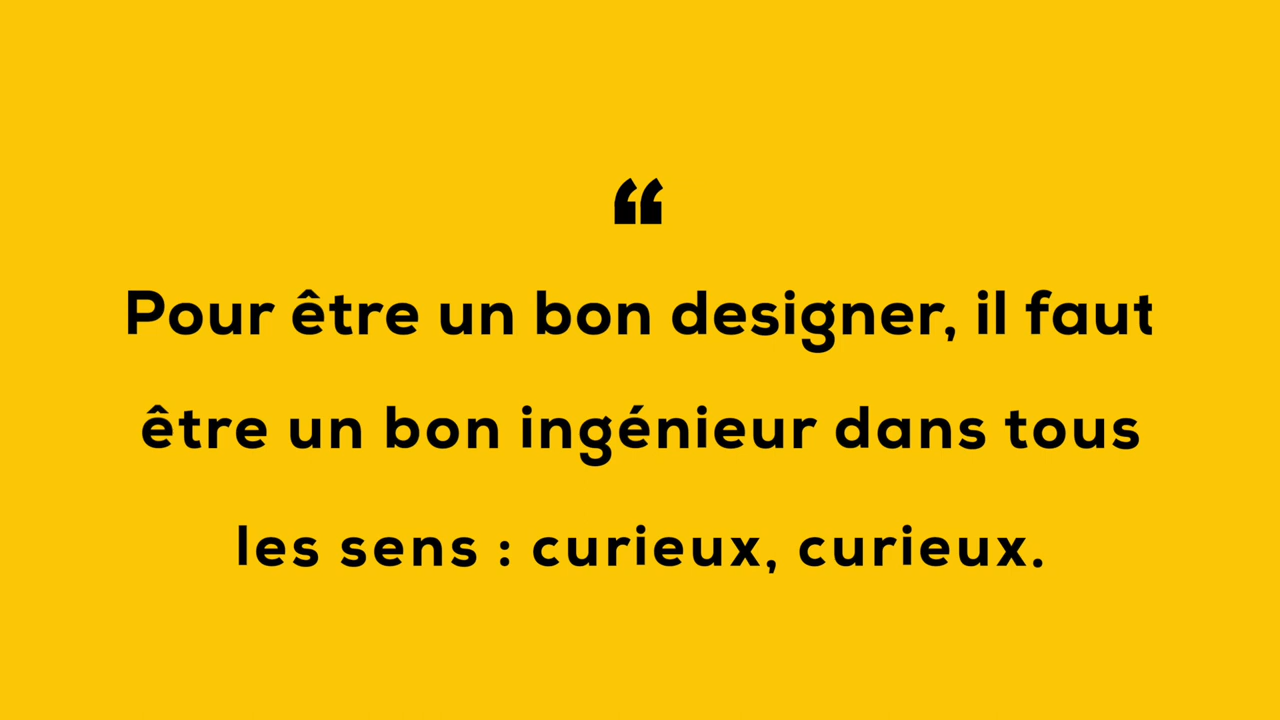 “
Pour être un bon designer, il faut
être un bon ingénieur dans tous
les sens : curieux, curieux.